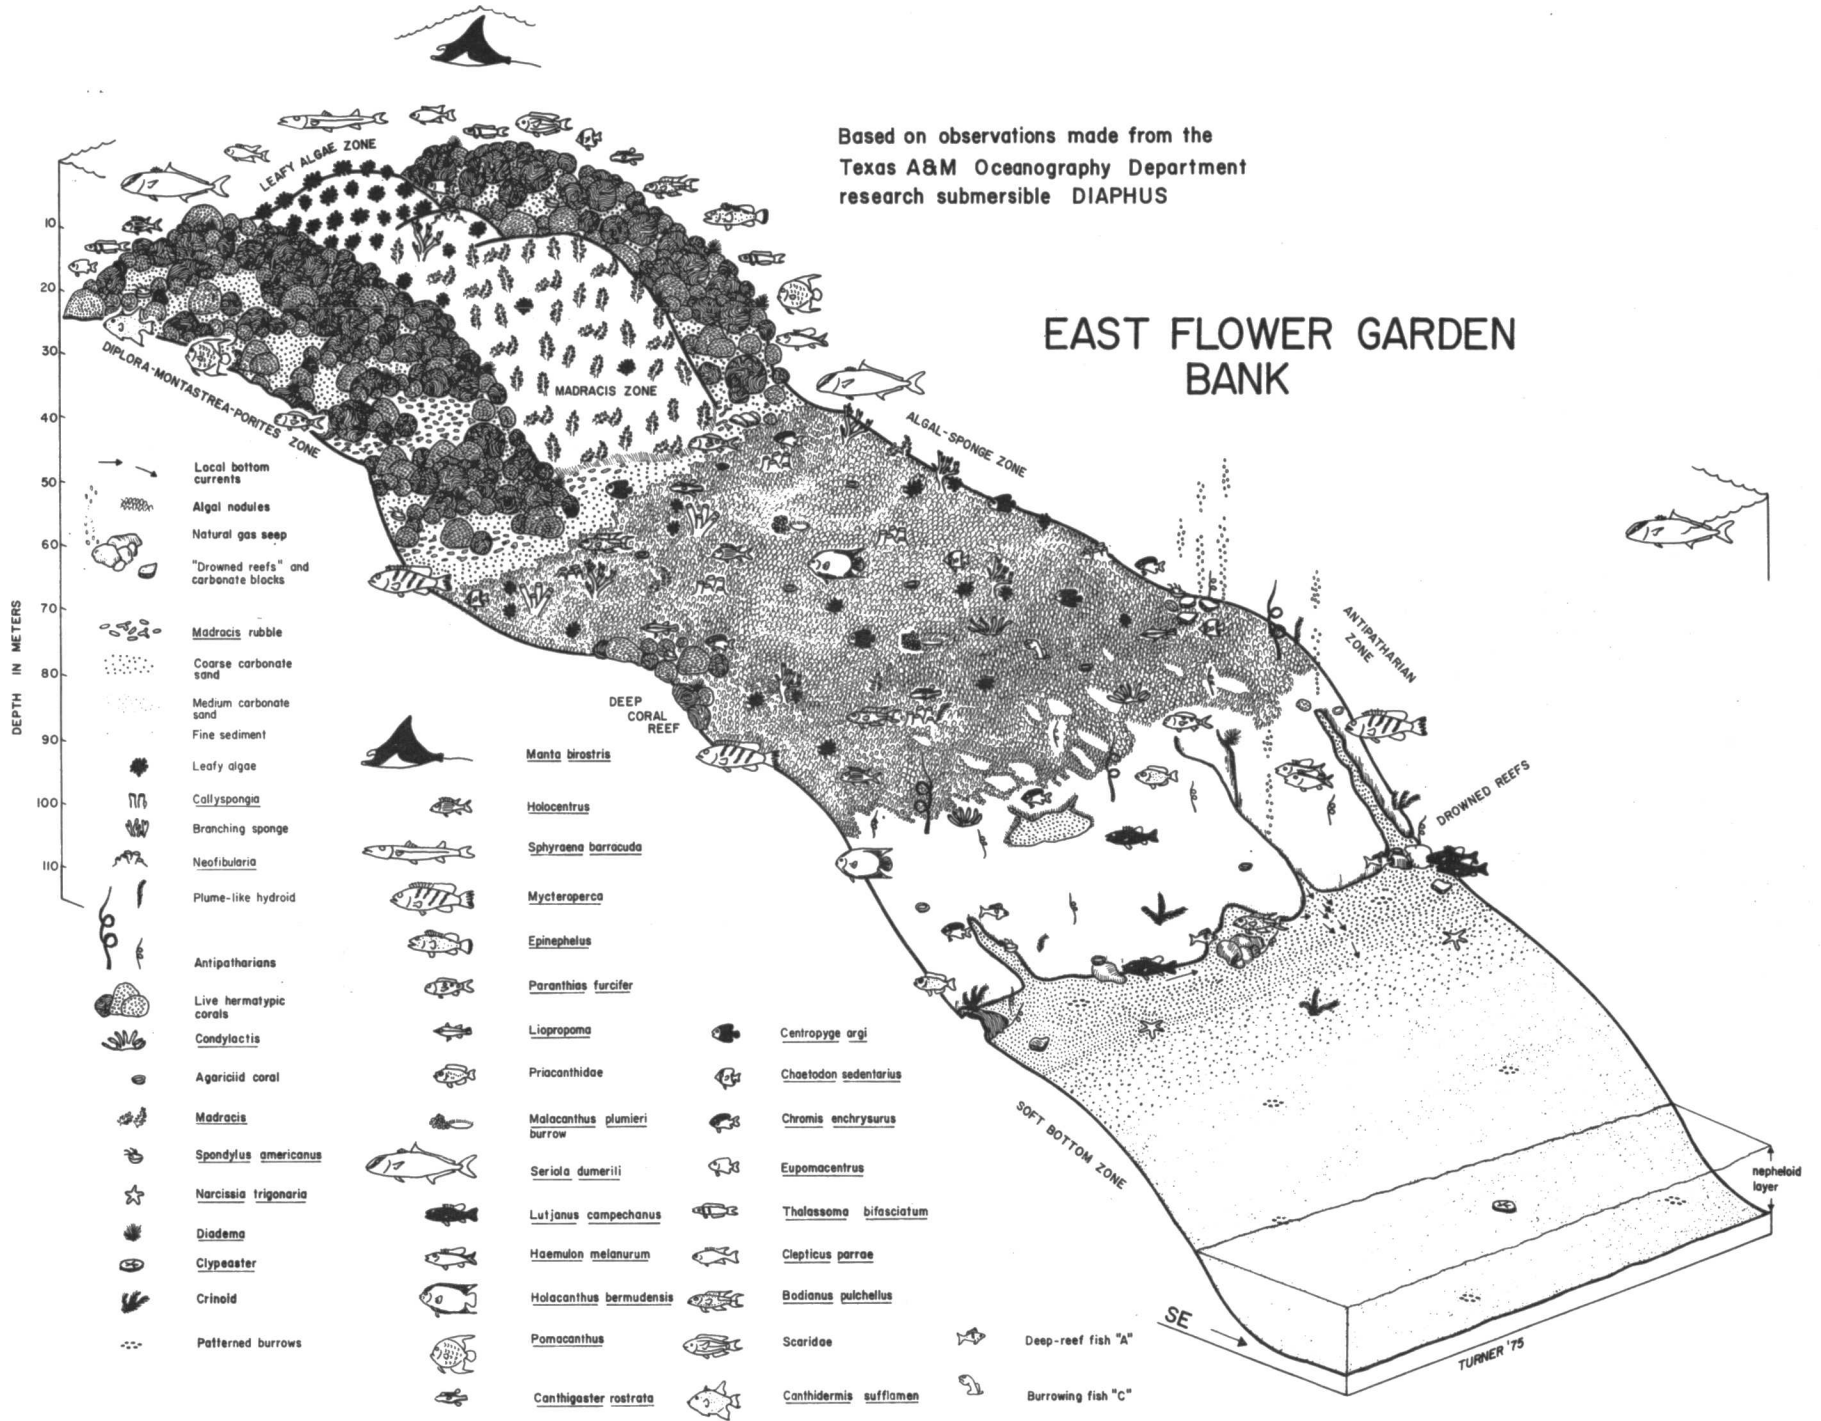 Based on observations made from the
Texas A&M Oceanography Department
research submersible DIAPHUS
EAST FLOWER GARDEN
BANK
LEAFY ALGAE ZONE
MADRACIS ZONE
DIPLORA-MONTASTREA-PORITES ZONE
ALGAL-SPONGE ZONE
ANTIPATHARIAN
ZONE
DEEP
CORAL
REEF
DROWNED REEFS
SOFT BOTTOM ZONE
nepheloid
layer
SE
TURNER '75
DEPTH IN METERS
10
20
30
40
50
60
70
80
90
100
110
Local bottom
currents
Algal nodules
Natural gas seep
"Drowned reefs" and
carbonate blocks
Madracis rubble
Coarse carbonate
sand
Medium carbonate
sand
Fine sediment
Leafy algae
Callyspongia
Branching sponge
Neofibularia
Plume-like hydroid
Antipatharians
Live hermatypic
corals
Condylactis
Agariciid coral
Madracis
Spondylus americanus
Narcissia trigonaria
Diadema
Clypeaster
Crinoid
Patterned burrows
Manta birostris
Holocentrus
Sphyraena barracuda
Mycteroperca
Epinephelus
Paranthias furcifer
Liopropoma
Priacanthidae
Malacanthus plumieri
burrow
Seriola dumerili
Lutjanus campechanus
Haemulon melanurum
Holacanthus bermudensis
Pomacanthus
Canthigaster rostrata
Centropyge argi
Chaetodon sedentarius
Chromis enchrysurus
Eupomacentrus
Thalassoma bifasciatum
Clepticus parrae
Bodianus pulchellus
Scaridae
Canthidermis sufflamen
Deep-reef fish "A"
Burrowing fish "C"